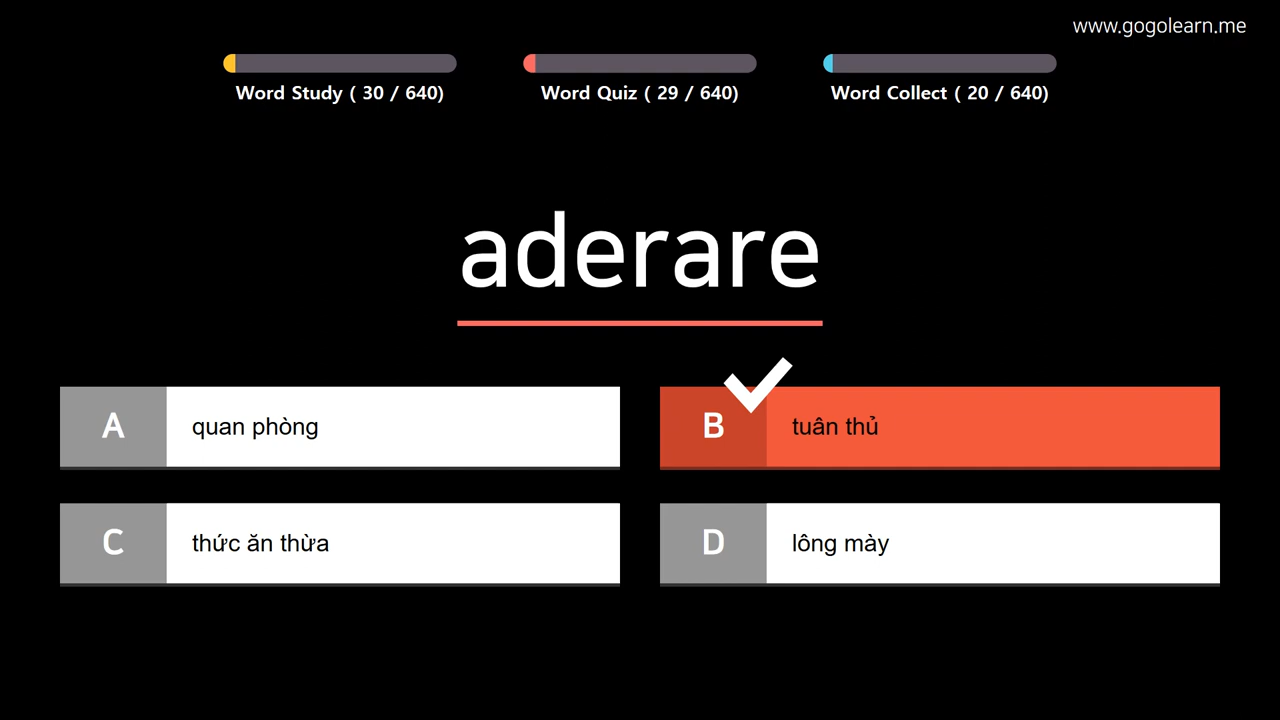 www.gogolearn.me
Word Study ( 30 / 640)
Word Quiz ( 29 / 640)
Word Collect ( 20 / 640)
aderare
A quan phòng
B tuân thủ
C thức ăn thừa
D lông mày